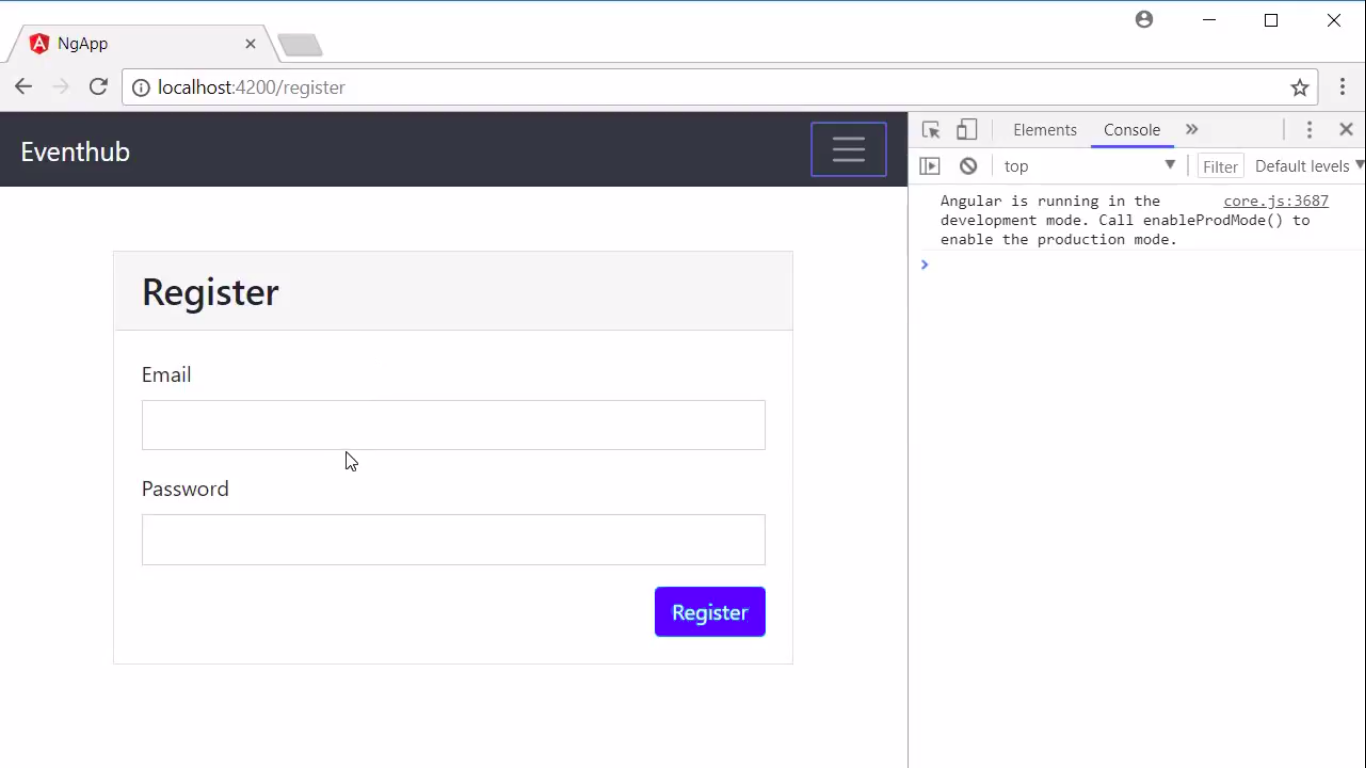 NgApp
localhost:4200/register
Eventhub
Elements Console
top Filter Default levels
Angular is running in the core.js:3687
development mode. Call enableProdMode() to
enable the production mode.
Register
Email
Password
Register